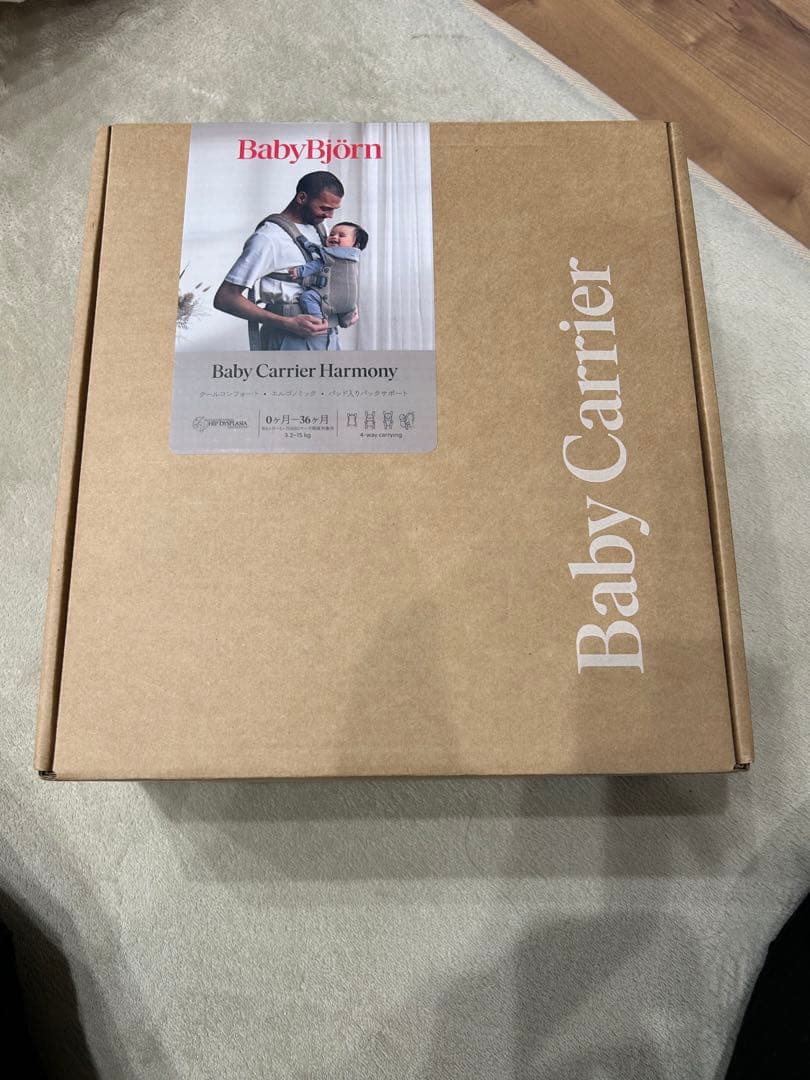 BabyBjörn
Baby Carrier Harmony
クールコンフォート • エルゴノミック • パッド入りバックサポート
HIP DYSPLASIA
0ヶ月—36ヶ月
3.2–15 kg
4-way carrying
Baby Carrier